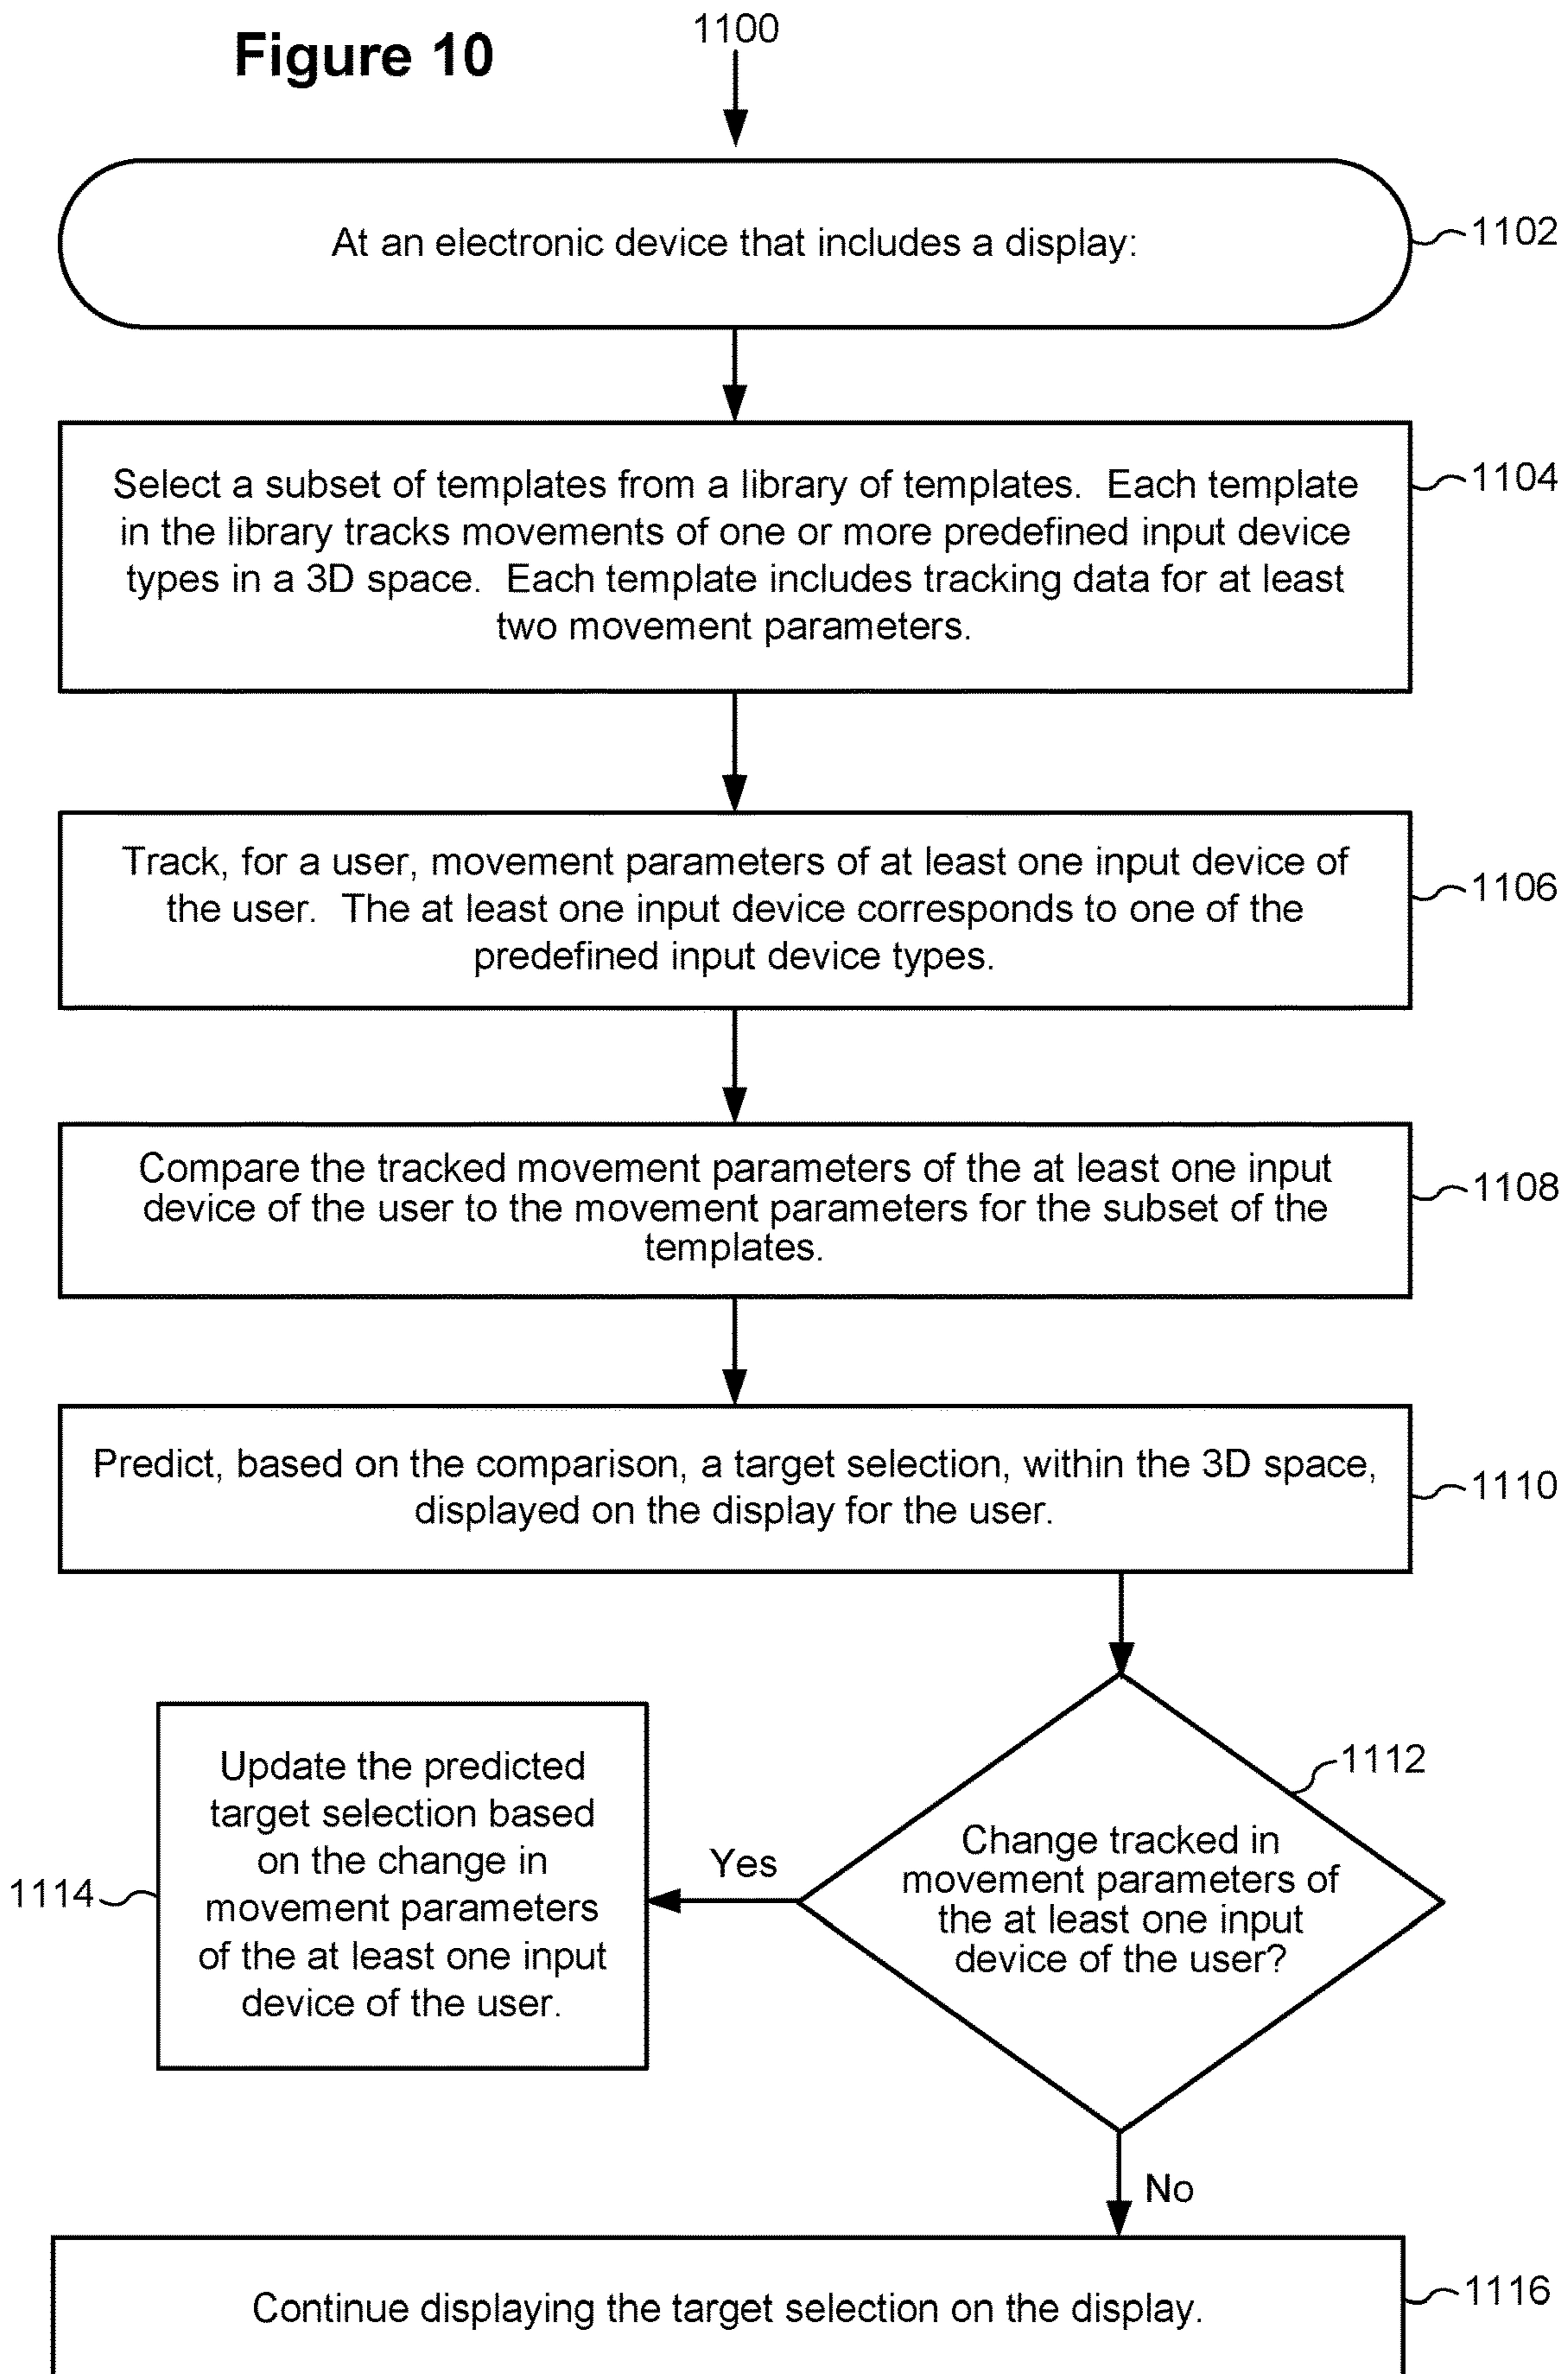 Figure 10
1100
At an electronic device that includes a display:
1102
Select a subset of templates from a library of templates. Each template
in the library tracks movements of one or more predefined input device
types in a 3D space. Each template includes tracking data for at least
two movement parameters.
1104
Track, for a user, movement parameters of at least one input device of
the user. The at least one input device corresponds to one of the
predefined input device types.
1106
Compare the tracked movement parameters of the at least one input
device of the user to the movement parameters for the subset of the
templates.
1108
Predict, based on the comparison, a target selection, within the 3D space,
displayed on the display for the user.
1110
1112
Change tracked in
movement parameters of
the at least one input
device of the user?
Yes
Update the predicted
target selection based
on the change in
movement parameters
of the at least one input
device of the user.
1114
No
Continue displaying the target selection on the display.
1116